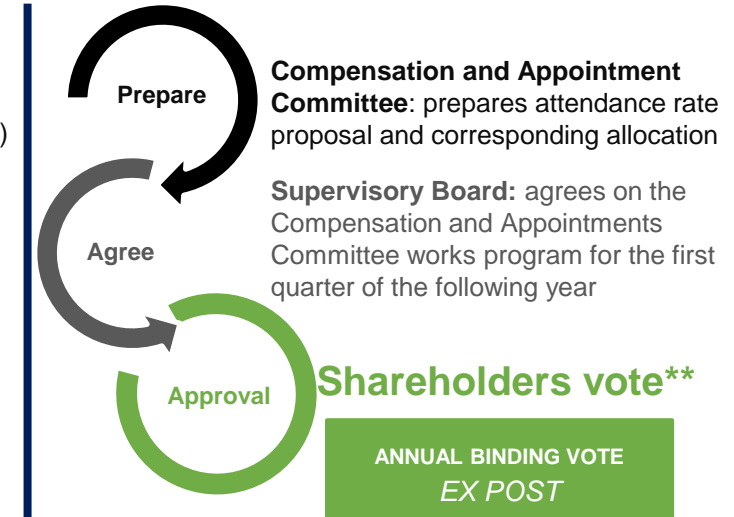 )
Prepare
Compensation and Appointment
Committee: prepares attendance rate
proposal and corresponding allocation
Agree
Supervisory Board: agrees on the
Compensation and Appointments
Committee works program for the first
quarter of the following year
Approval
Shareholders vote**
ANNUAL BINDING VOTE
EX POST